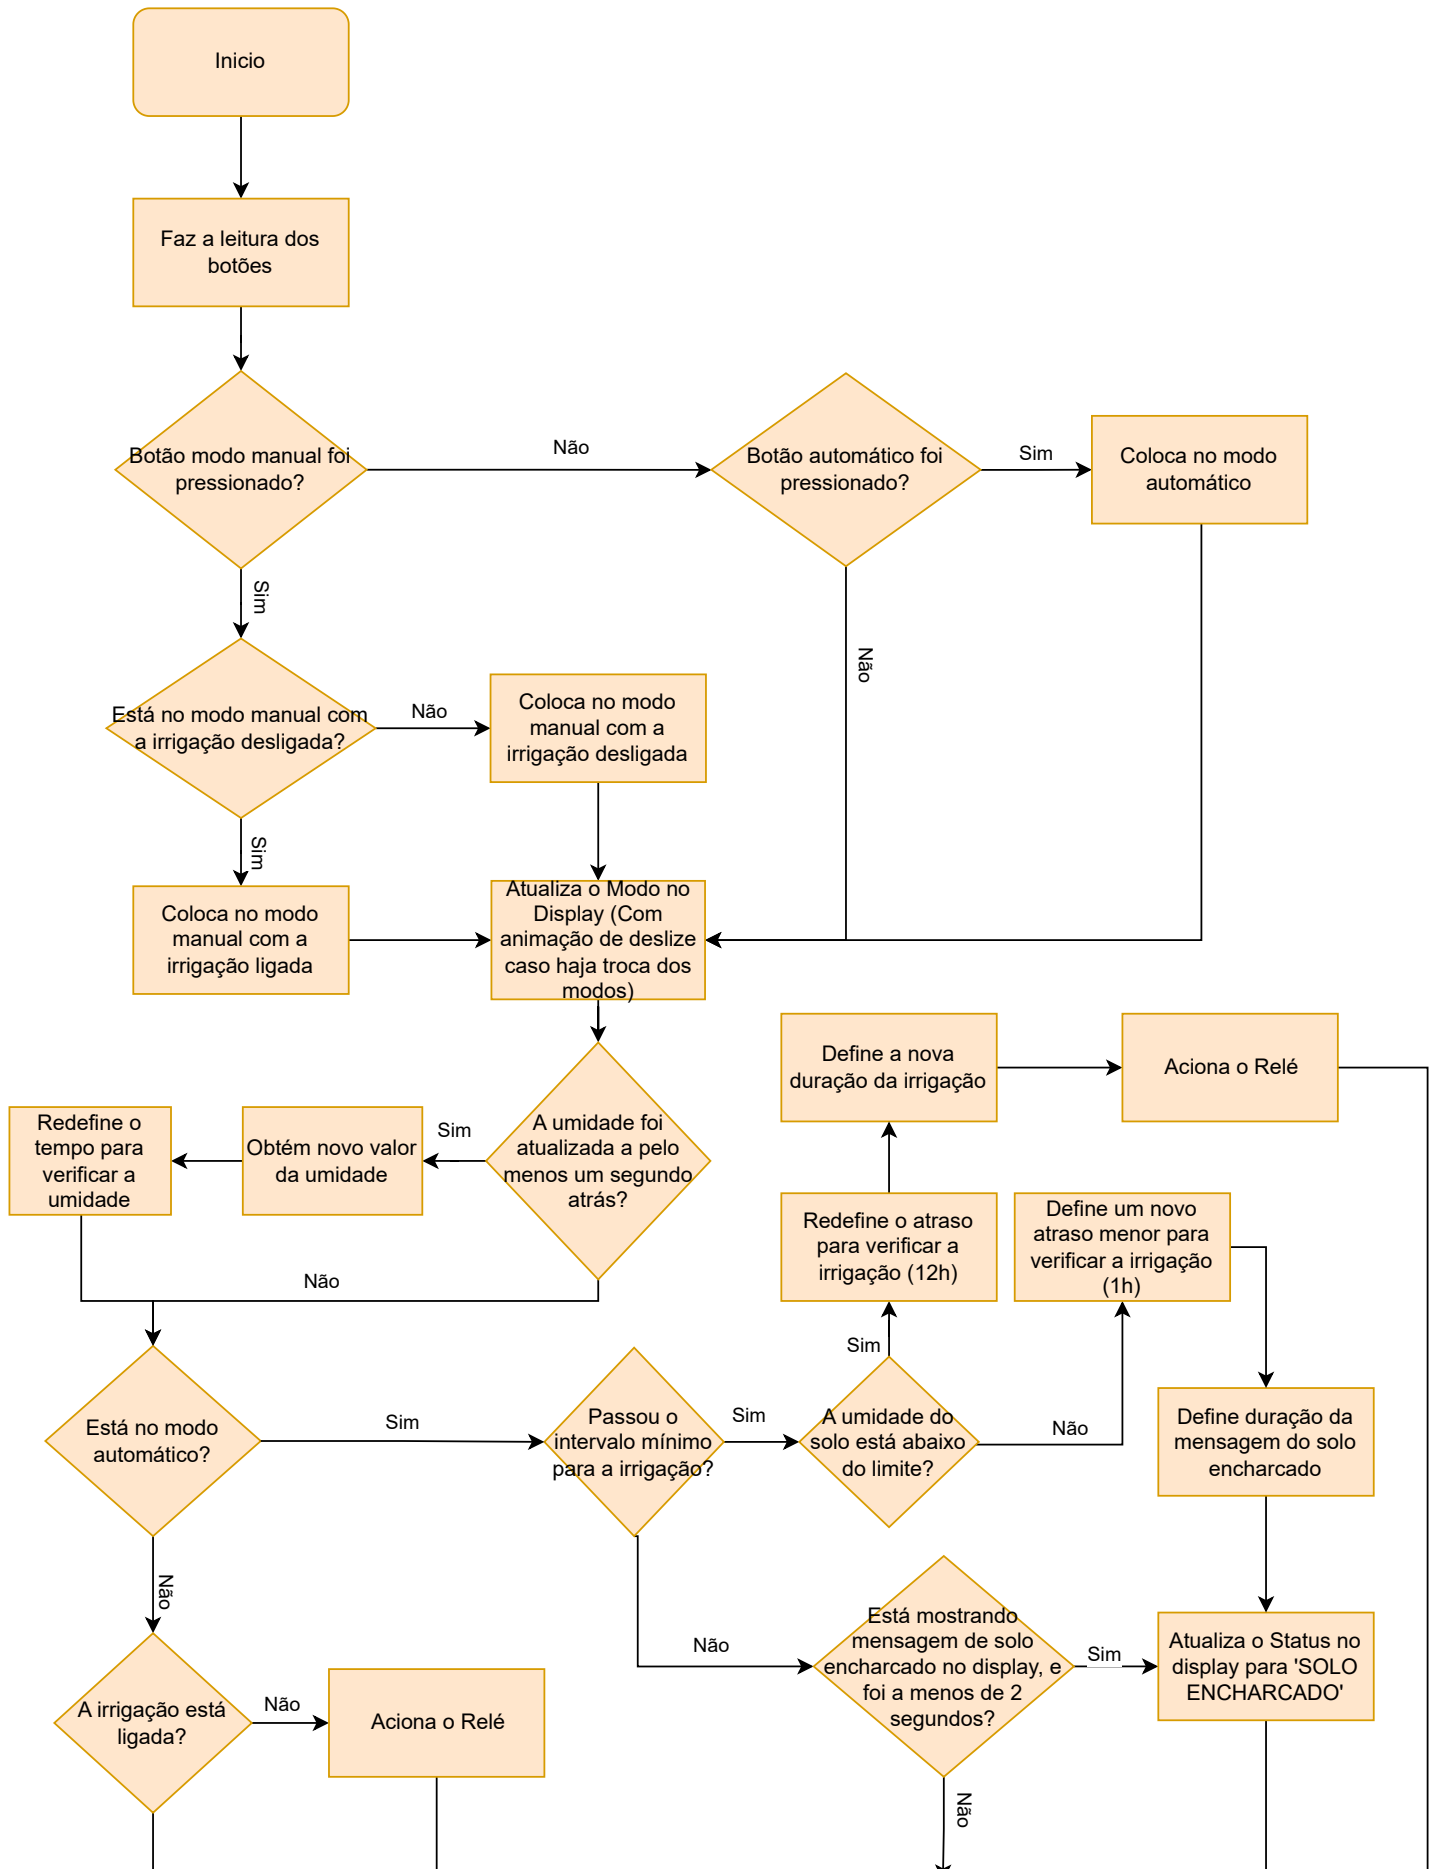 Inicio
Faz a leitura dos
botões
Botão modo manual foi
pressionado?
Não
Botão automático foi
pressionado?
Sim
Coloca no modo
automático
Sim
Não
Está no modo manual com
a irrigação desligada?
Não
Coloca no modo
manual com a
irrigação desligada
Sim
Coloca no modo
manual com a
irrigação ligada
Atualiza o Modo no
Display (Com
animação de deslize
caso haja troca dos
modos)
Define a nova
duração da irrigação
Aciona o Relé
Redefine o
tempo para
verificar a
umidade
Obtém novo valor
da umidade
Sim
A umidade foi
atualizada a pelo
menos um segundo
atrás?
Redefine o atraso
para verificar a
irrigação (12h)
Define um novo
atraso menor para
verificar a irrigação
(1h)
Não
Sim
Está no modo
automático?
Sim
Passou o
intervalo mínimo
para a irrigação?
Sim
A umidade do
solo está abaixo
do limite?
Não
Define duração da
mensagem do solo
encharcado
Não
Não
Está mostrando
mensagem de solo
encharcado no display, e
foi a menos de 2
segundos?
Sim
Atualiza o Status no
display para 'SOLO
ENCHARCADO'
A irrigação está
ligada?
Não
Aciona o Relé
Não